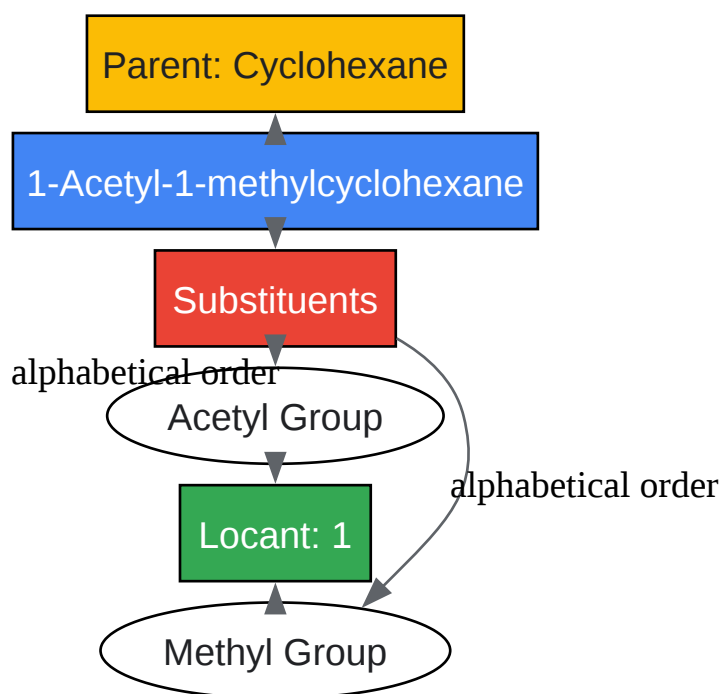 Parent: Cyclohexane
1-Acetyl-1-methylcyclohexane
Substituents
alphabetical order
Acetyl Group
alphabetical order
Locant: 1
Methyl Group